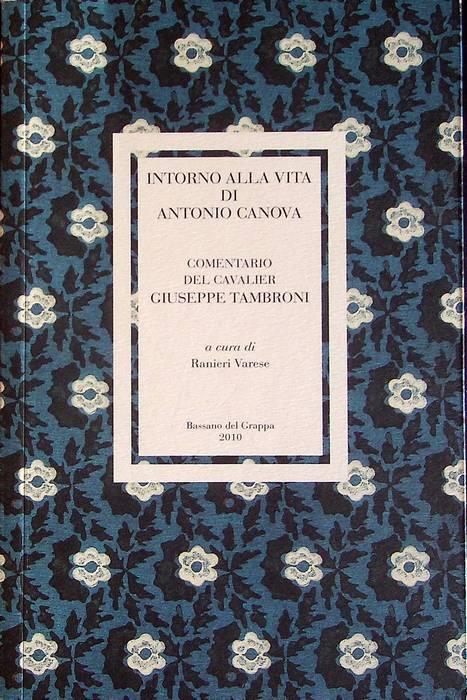 INTORNO ALLA VITA
DI
ANTONIO CANOVA
COMENTARIO
DEL CAVALIER
GIUSEPPE TAMBRONI
a cura di
Ranieri Varese
Bassano del Grappa
2010